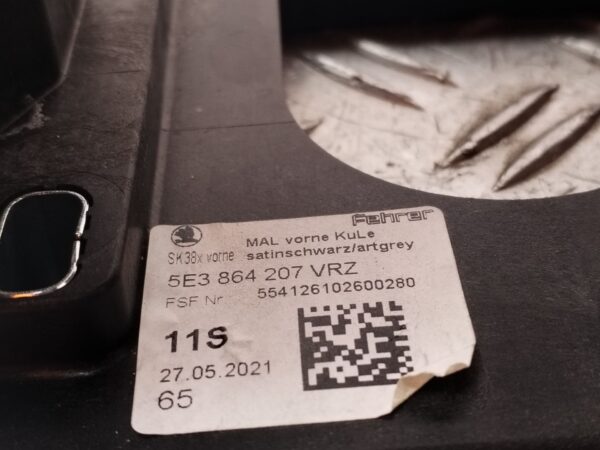 Fehrer
MAL vorne KuLe
SK38x vorne satinschwarz/artgrey
5E3 864 207 VRZ
FSF Nr. 554126102600280
11S
27.05.2021
65